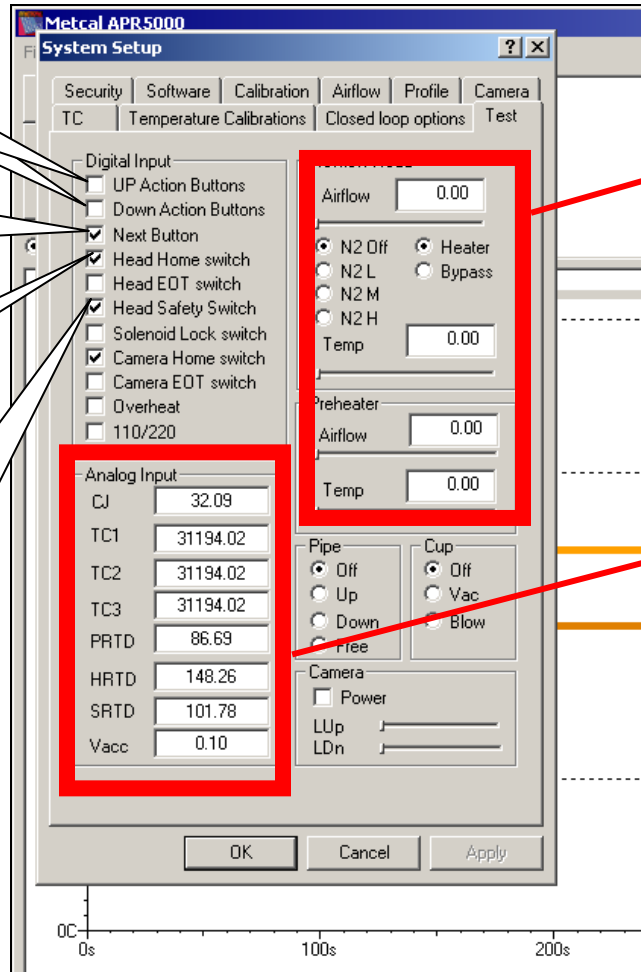 Metcal APR5000
System Setup
Security Software Calibration Airflow Profile Camera
TC Temperature Calibrations Closed loop options Test
Digital Input
UP Action Buttons
Down Action Buttons
Next Button
Head Home switch
Head EOT switch
Head Safety Switch
Solenoid Lock switch
Camera Home switch
Camera EOT switch
Overheat
110/220
Analog Input
CJ 32.09
TC1 31194.02
TC2 31194.02
TC3 31194.02
PRTD 86.69
HRTD 148.26
SRTD 101.78
Vacc 0.10
Airflow 0.00
N2 Off Heater
N2 L Bypass
N2 M
N2 H
Temp 0.00
Preheater
Airflow 0.00
Temp 0.00
Pipe
Off
Up
Down
Free
Cup
Off
Vac
Blow
Camera
Power
LUp
LDn
OK Cancel Apply
0C
0s 100s 200s